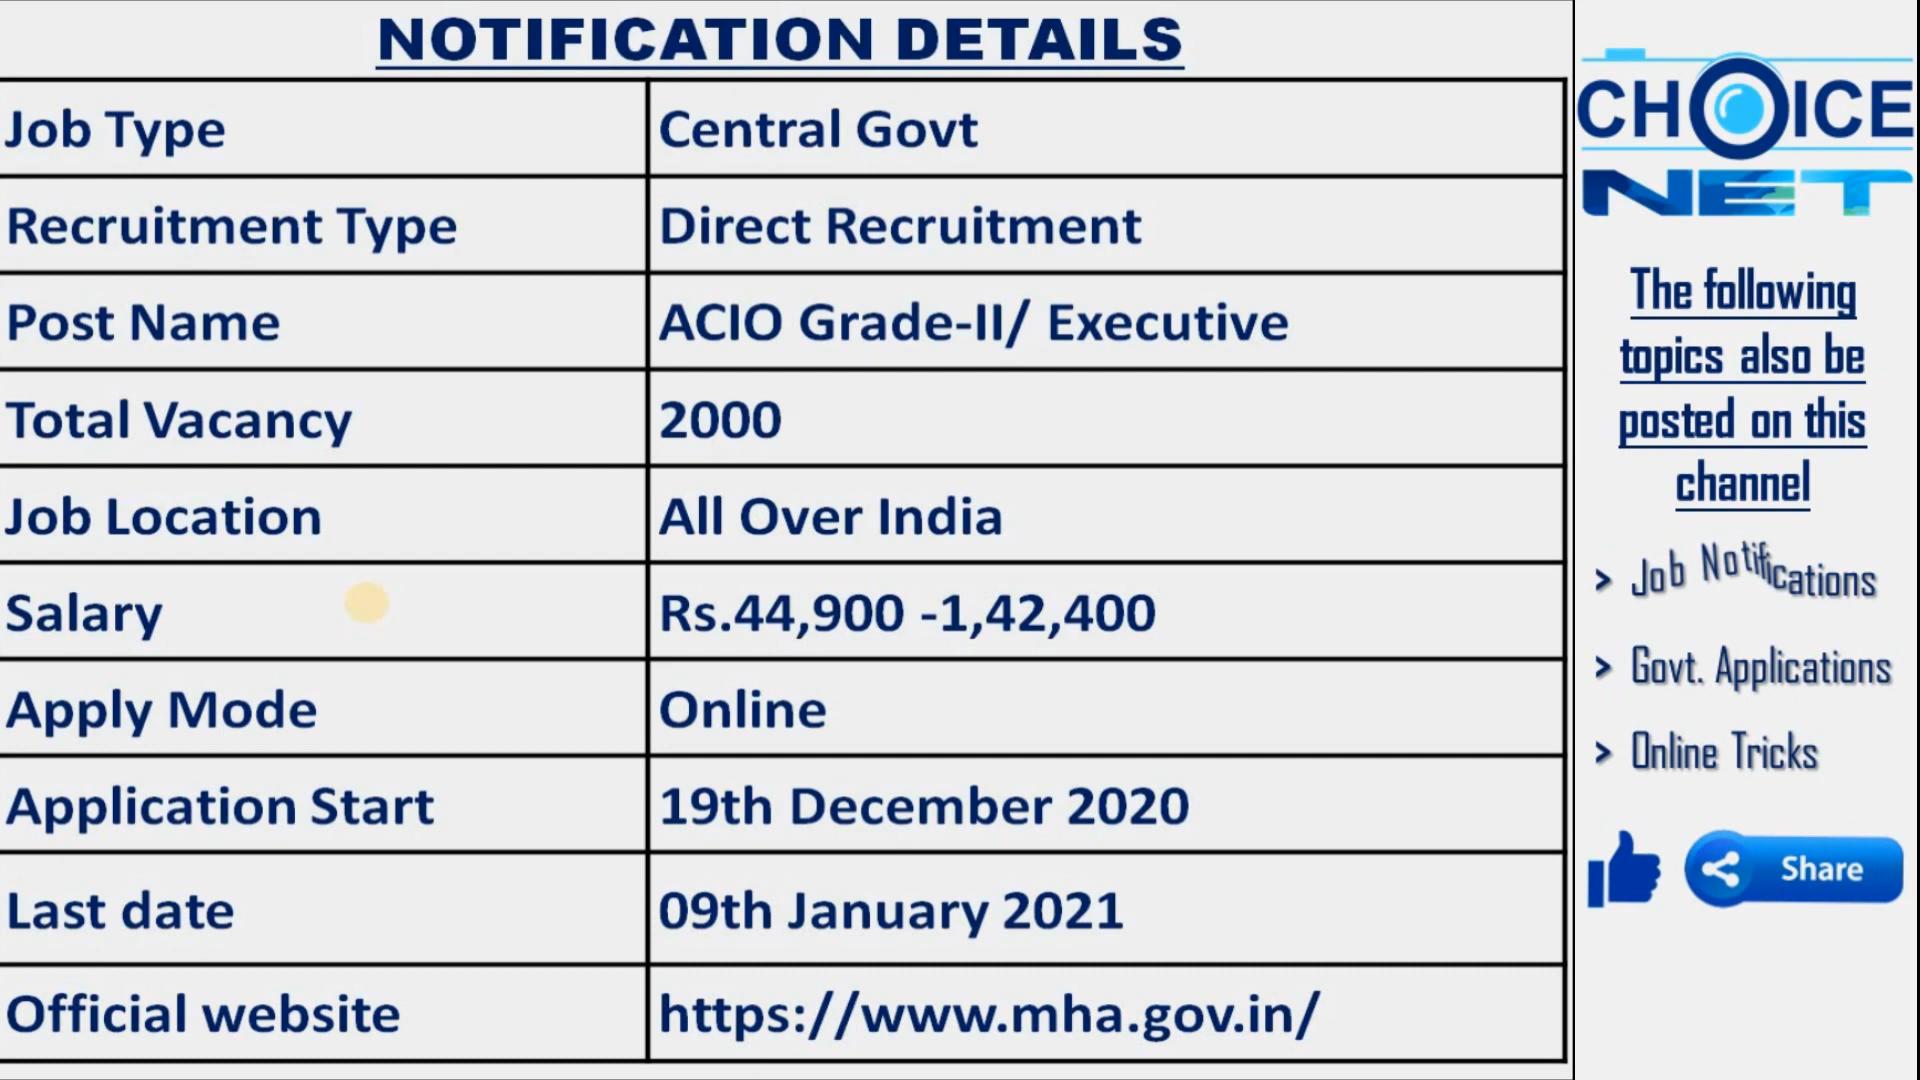 NOTIFICATION DETAILS
Job Type Central Govt
Recruitment Type Direct Recruitment
Post Name ACIO Grade-II/ Executive
Total Vacancy 2000
Job Location All Over India
Salary Rs.44,900 -1,42,400
Apply Mode Online
Application Start 19th December 2020
Last date 09th January 2021
Official website https://www.mha.gov.in/
CHOICE
NET
The following
topics also be
posted on this
channel
> Job Notifications
> Govt. Applications
> Online Tricks
Share